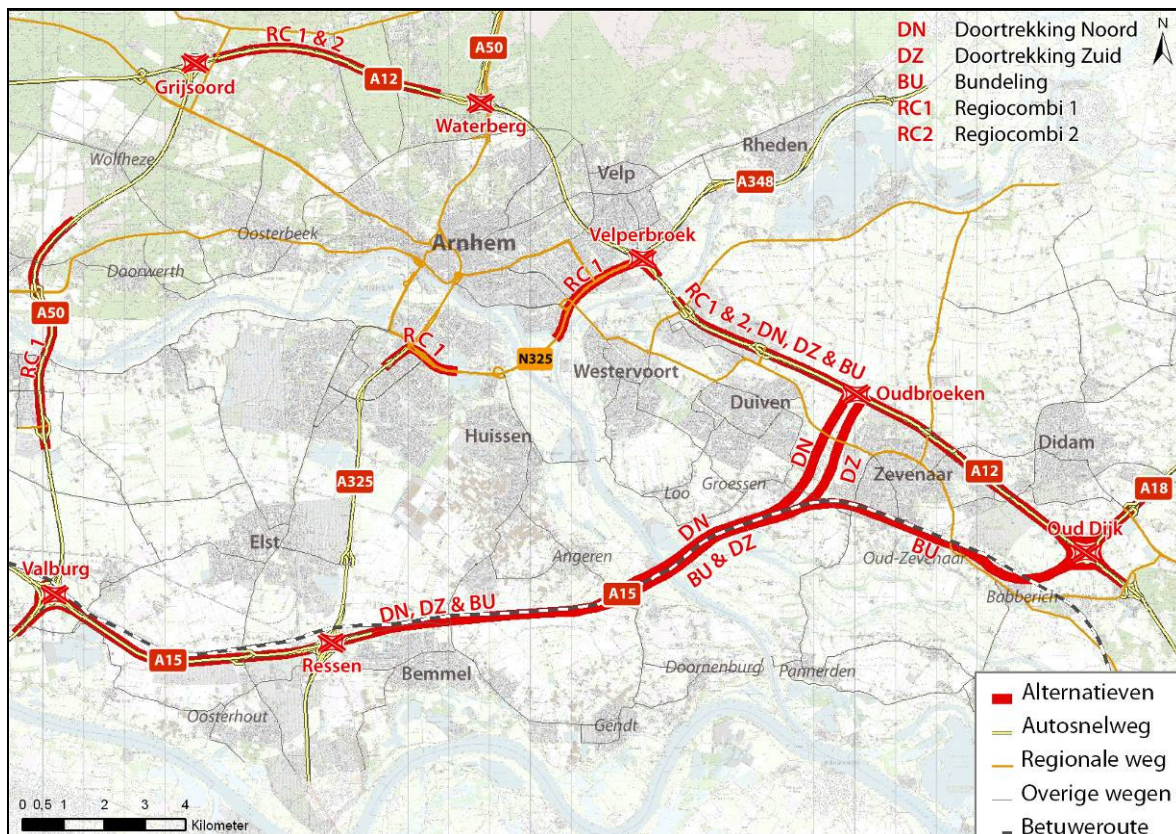 RC 1 & 2
A50
A12
Grijsoord
Waterberg
DN Doortrekking Noord
DZ Doortrekking Zuid
BU Bundeling
RC1 Regiocombi 1
RC2 Regiocombi 2
N
Wolfheze
Velp
Rheden
A348
Oosterbeek
Arnhem
Velperbroek
Doorwerth
RC 1
A50
RC 1
RC 1
RC1 & 2, DN, DZ & BU
N325
Westervoort
Oudbroeken
Duiven
Huissen
Didam
DN
DZ
Zevenaar
A12
A325
Loo
Groessen
A18
DN
Oud Dijk
Elst
Angeren
BU & DZ
BU
Oud-Zevenaar
Valburg
A15
Babberich
DN, DZ & BU
A15
Ressen
Bemmel
Doornenburg
Pannerden
Oosterhout
Gendt
Alternatieven
Autosnelweg
Regionale weg
Overige wegen
Betuweroute
0 0,5 1 2 3 4
Kilometer